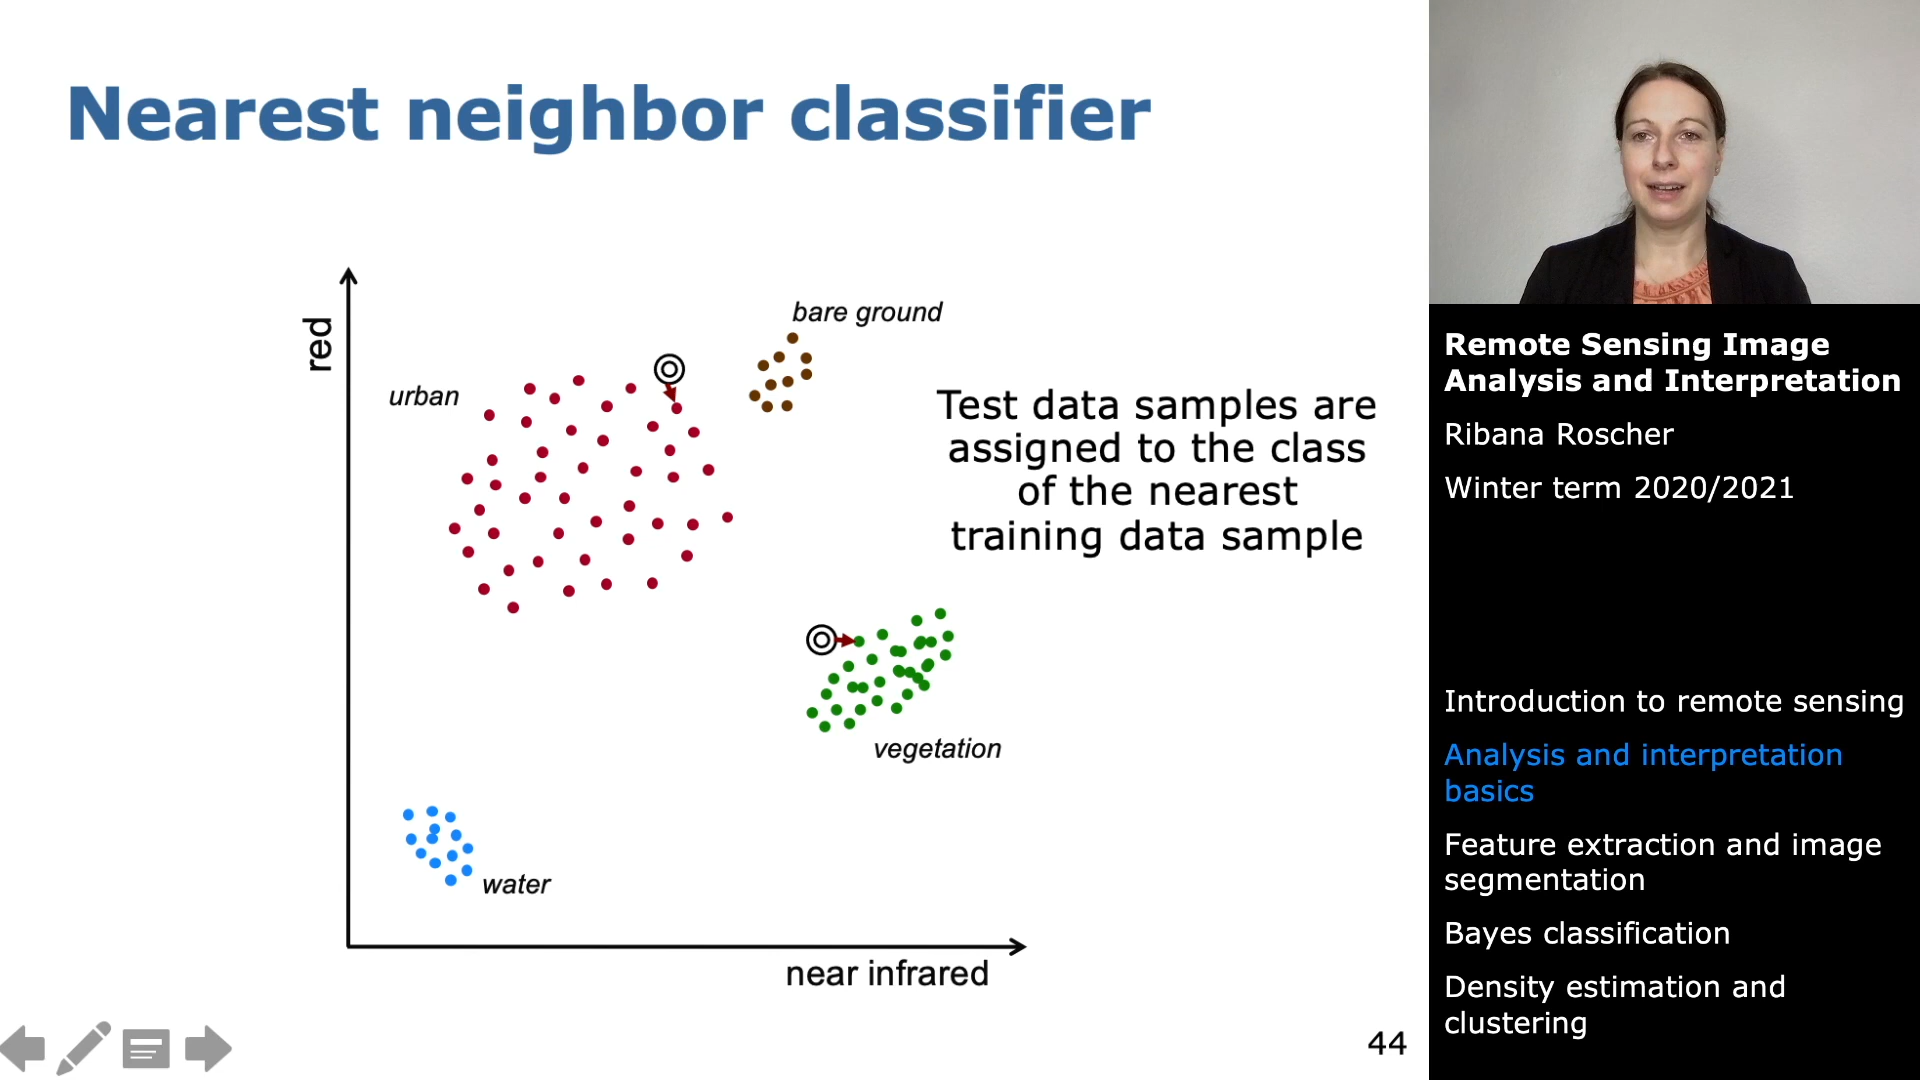 Nearest neighbor classifier
red
urban
bare ground
Test data samples are
assigned to the class
of the nearest
training data sample
vegetation
water
near infrared
44
Remote Sensing Image
Analysis and Interpretation
Ribana Roscher
Winter term 2020/2021
Introduction to remote sensing
Analysis and interpretation
basics
Feature extraction and image
segmentation
Bayes classification
Density estimation and
clustering